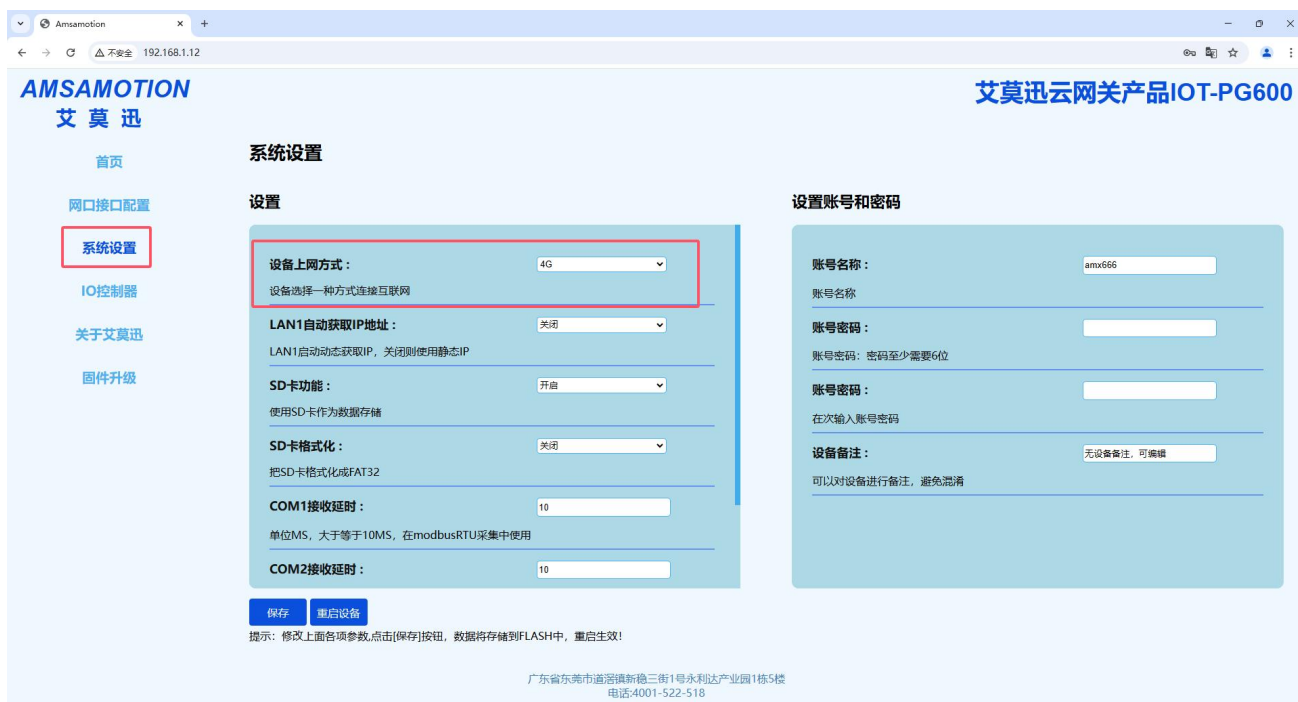 Amsamotion
不安全 192.168.1.12
AMSAMOTION
艾莫迅
艾莫迅云网关产品IOT-PG600
首页
网口接口配置
系统设置
IO控制器
关于艾莫迅
固件升级
系统设置
设置
设备上网方式： 4G
设备选择一种方式连接互联网
LAN1自动获取IP地址： 关闭
LAN1启动动态获取IP，关闭则使用静态IP
SD卡功能： 开启
使用SD卡作为数据存储
SD卡格式化： 关闭
把SD卡格式化成FAT32
COM1接收延时： 10
单位MS，大于等于10MS，在modbusRTU采集中使用
COM2接收延时： 10
设置账号和密码
账号名称： amx666
账号名称
账号密码：
账号密码：密码至少需要6位
账号密码：
在次输入账号密码
设备备注： 无设备备注，可编辑
可以对设备进行备注，避免混淆
保存 重启设备
提示：修改上面各项参数,点击[保存]按钮，数据将存储到FLASH中，重启生效！
广东省东莞市道滘镇新稳三街1号永利达产业园1栋5楼
电话:4001-522-518